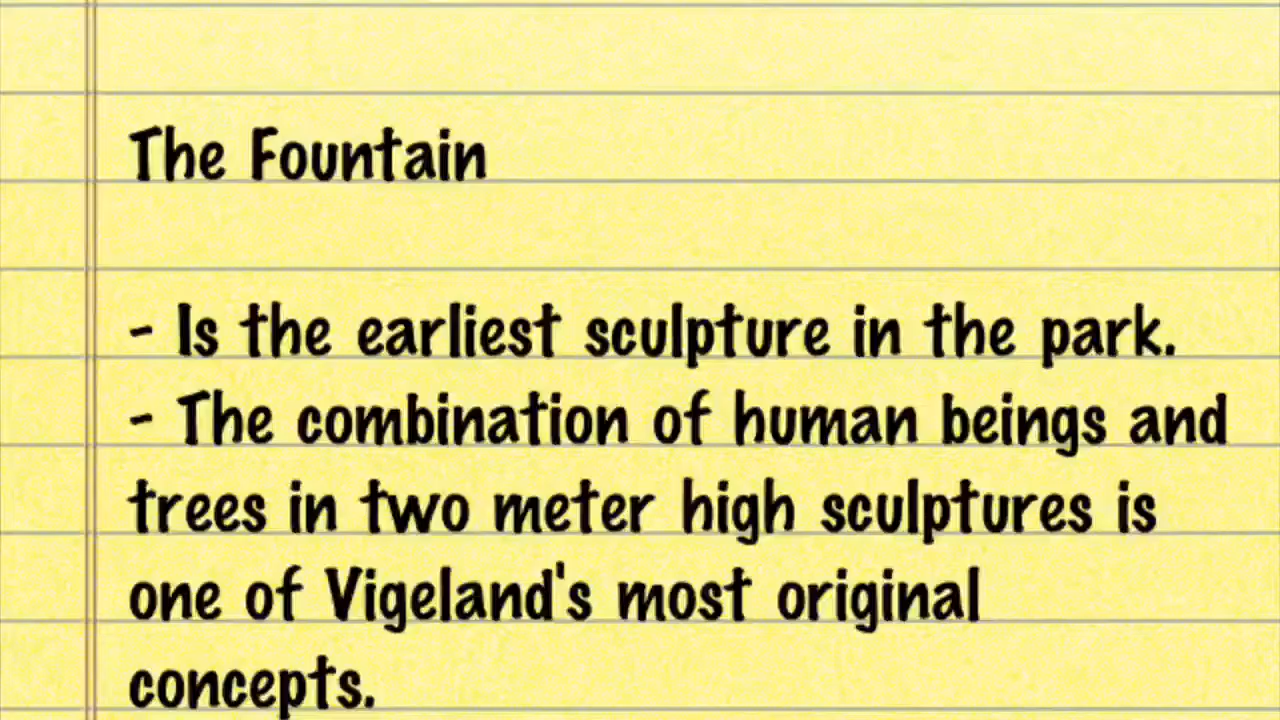 The Fountain
- Is the earliest sculpture in the park.
- The combination of human beings and
trees in two meter high sculptures is
one of Vigeland's most original
concepts.